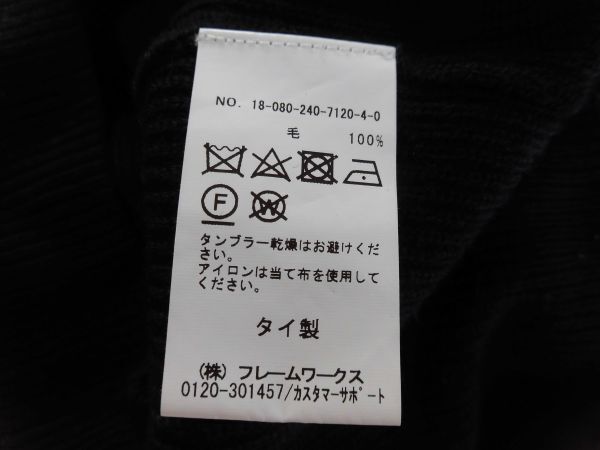 NO. 18-080-240-7120-4-0
毛 100%
F
W
タンブラー乾燥はお避けくだ
さい。
アイロンは当て布を使用して
ください。
タイ製
(株) フレームワークス
0120-301457/ｶｽﾀﾏｰｻﾎﾟｰﾄ